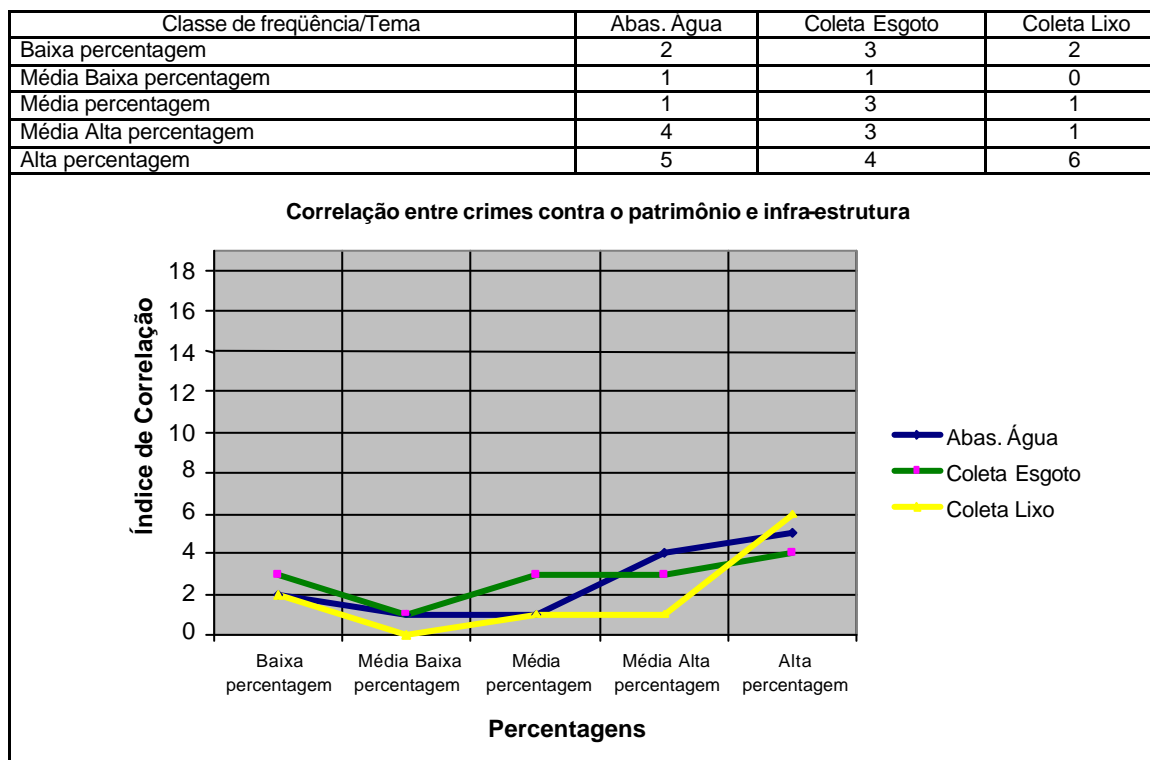 Classe de freqüência/Tema Abas. Água Coleta Esgoto Coleta Lixo
Baixa percentagem 2 3 2
Média Baixa percentagem 1 1 0
Média percentagem 1 3 1
Média Alta percentagem 4 3 1
Alta percentagem 5 4 6
Correlação entre crimes contra o patrimônio e infra-estrutura
Índice de Correlação
18
16
14
12
10
8
6
4
2
0
Baixa percentagem
Média Baixa percentagem
Média percentagem
Média Alta percentagem
Alta percentagem
Percentagens
Abas. Água
Coleta Esgoto
Coleta Lixo